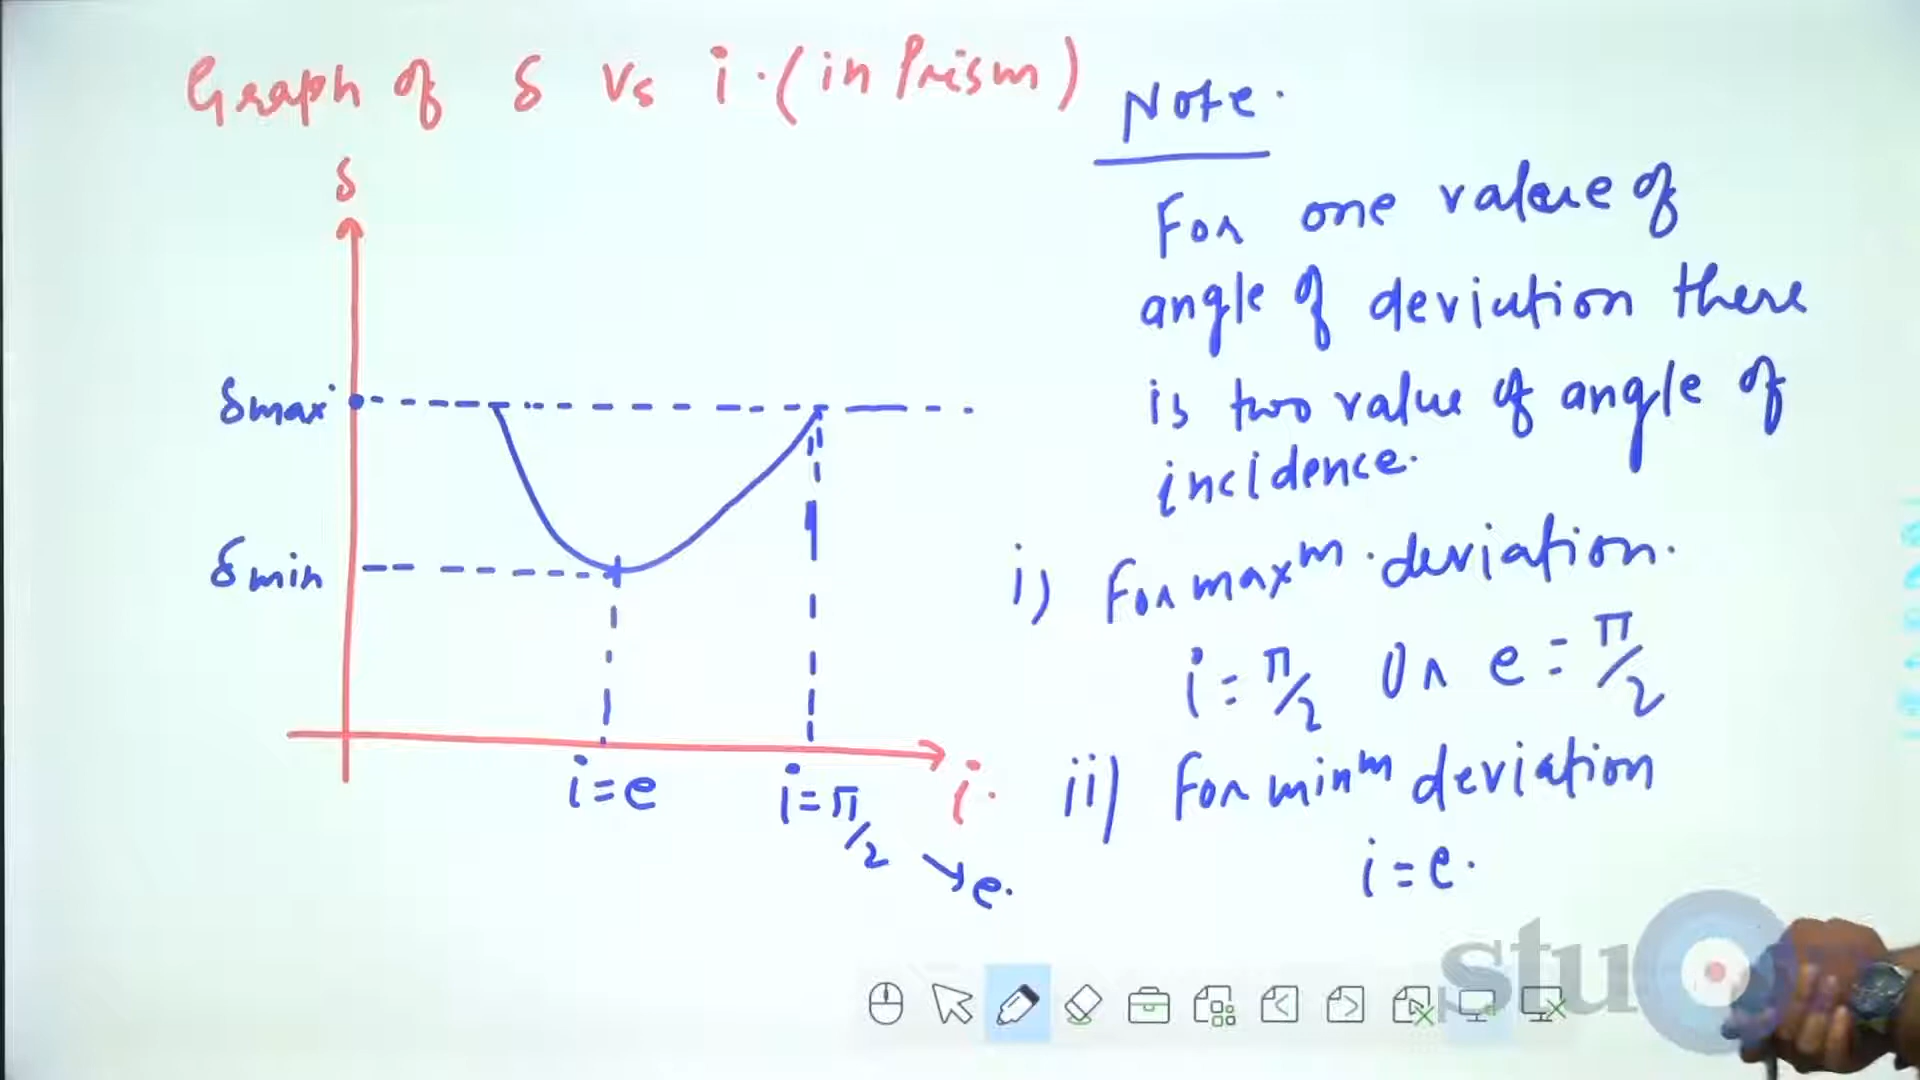 Graph of δ Vs i. (in Prism)
δ
δmax
δmin
i=e
i=π/2
i.
↘e.
Note.
For one value of
angle of deviation there
is two value of angle of
incidence.
i) For maxᵐ. deviation.
i=π/2 Or e=π/2
ii) For minᵐ deviation
i=e.